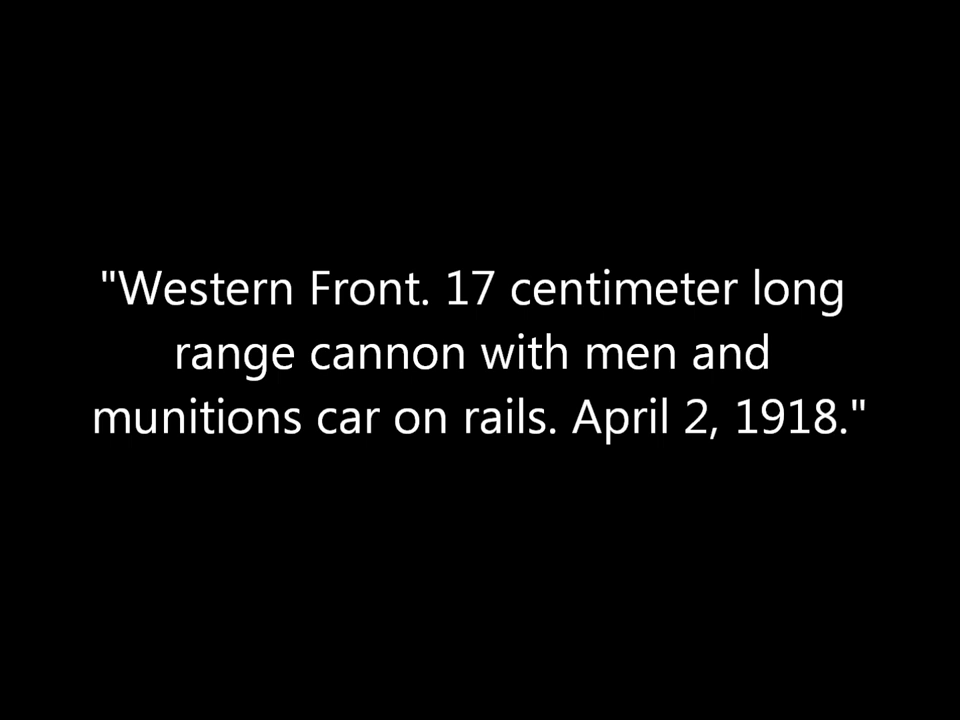 "Western Front. 17 centimeter long
range cannon with men and
munitions car on rails. April 2, 1918."